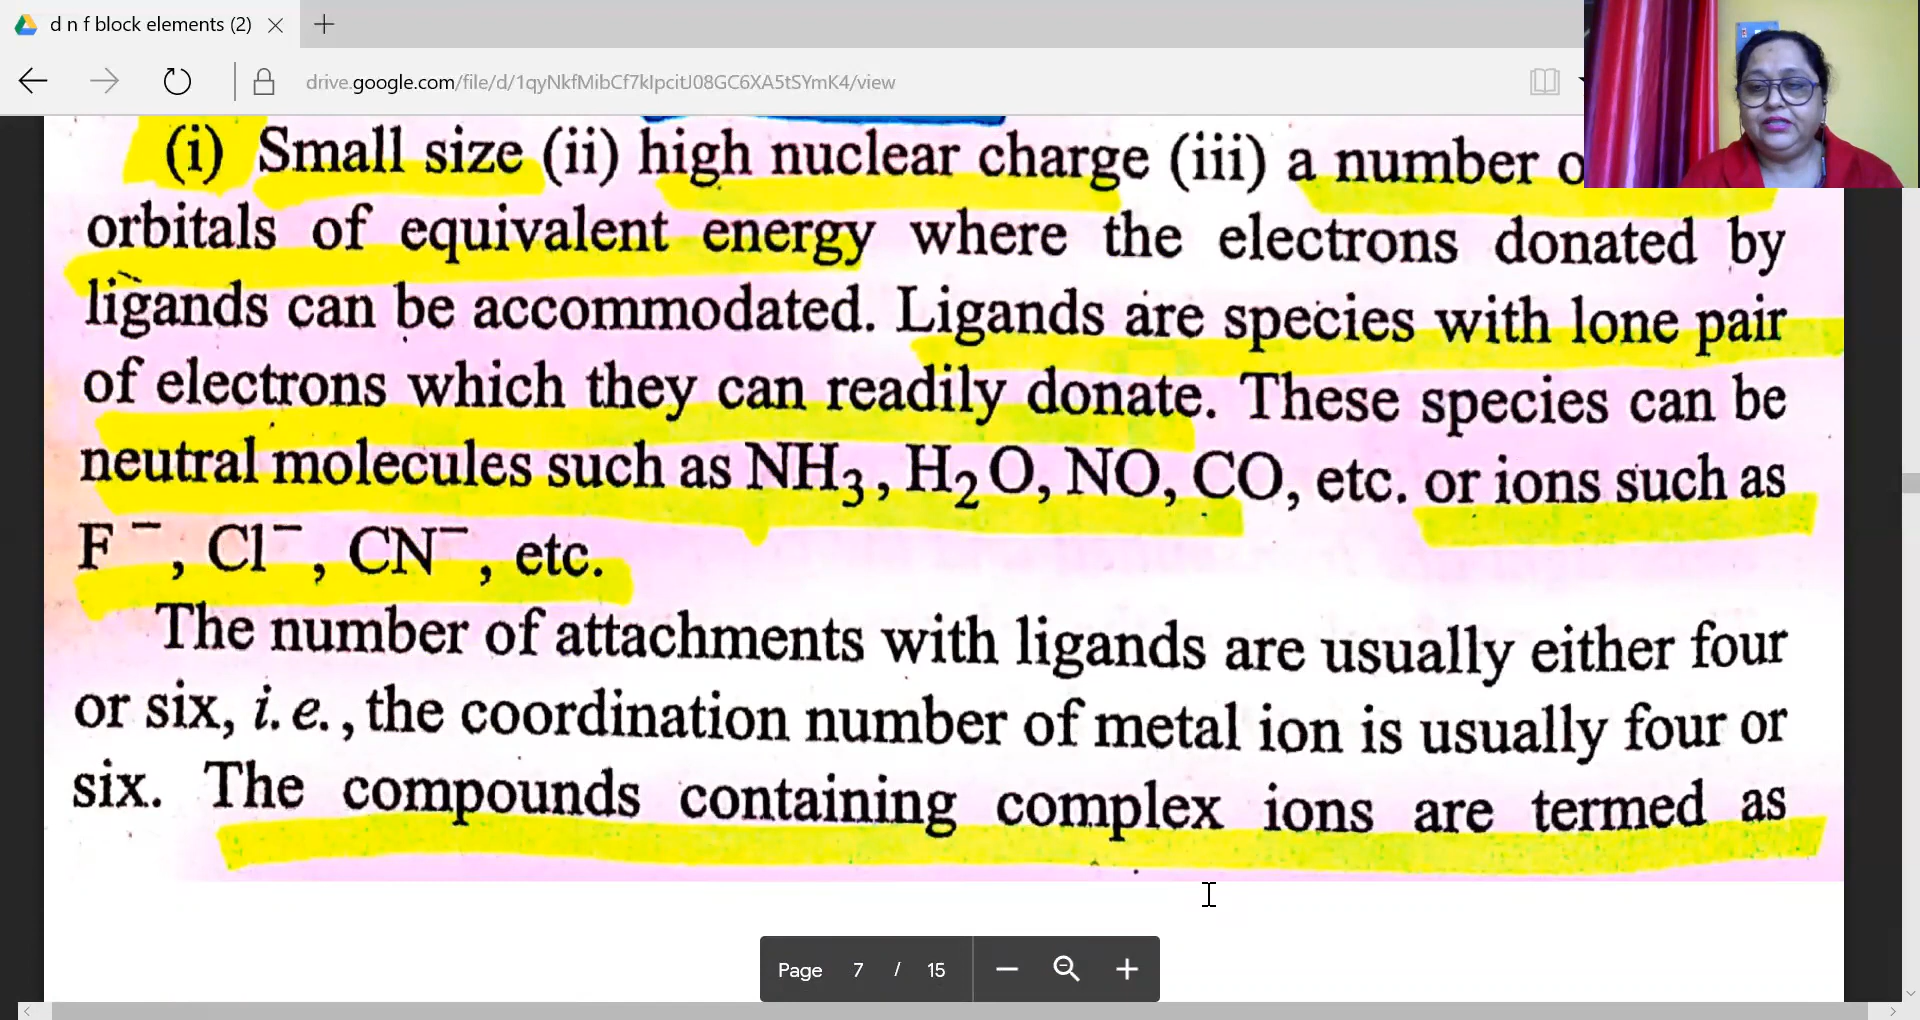 d n f block elements (2)
drive.google.com/file/d/1qyNkfMibCf7kIpcitJ08GC6XA5tSYmK4/view
(i) Small size (ii) high nuclear charge (iii) a number o
orbitals of equivalent energy where the electrons donated by
ligands can be accommodated. Ligands are species with lone pair
of electrons which they can readily donate. These species can be
neutral molecules such as NH₃, H₂O, NO, CO, etc. or ions such as
F⁻, Cl⁻, CN⁻, etc.
The number of attachments with ligands are usually either four
or six, i. e., the coordination number of metal ion is usually four or
six. The compounds containing complex ions are termed as
Page 7 / 15